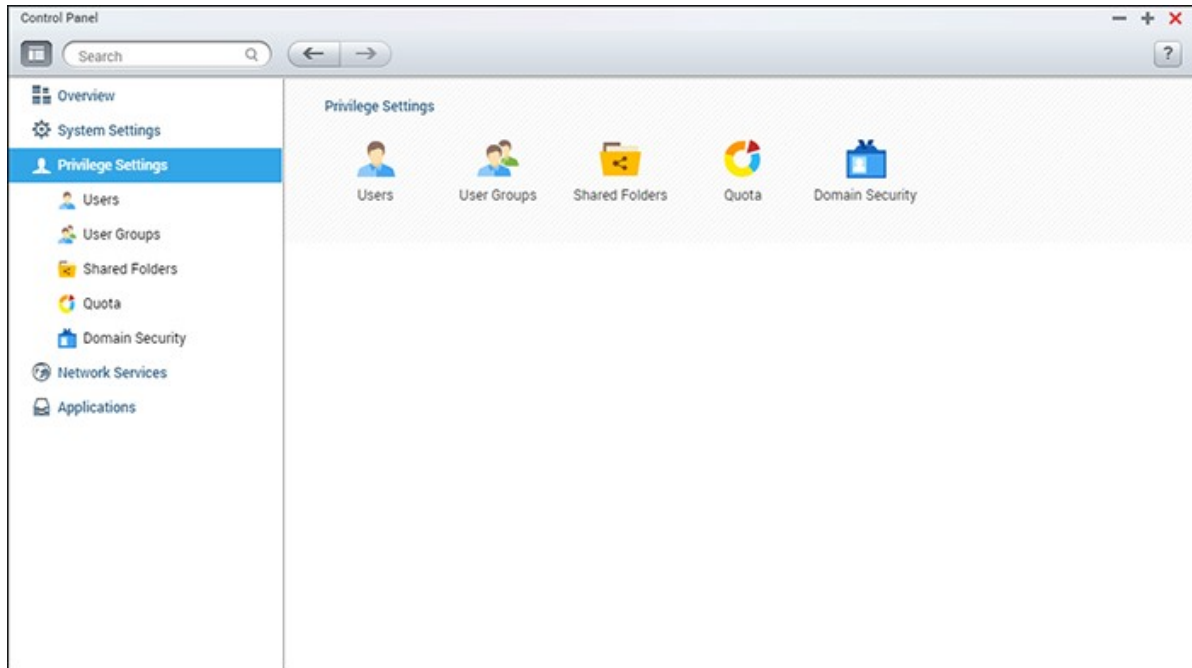 Control Panel
Search
?
Overview
System Settings
Privilege Settings
Users
User Groups
Shared Folders
Quota
Domain Security
Network Services
Applications
Privilege Settings
Users User Groups Shared Folders Quota Domain Security